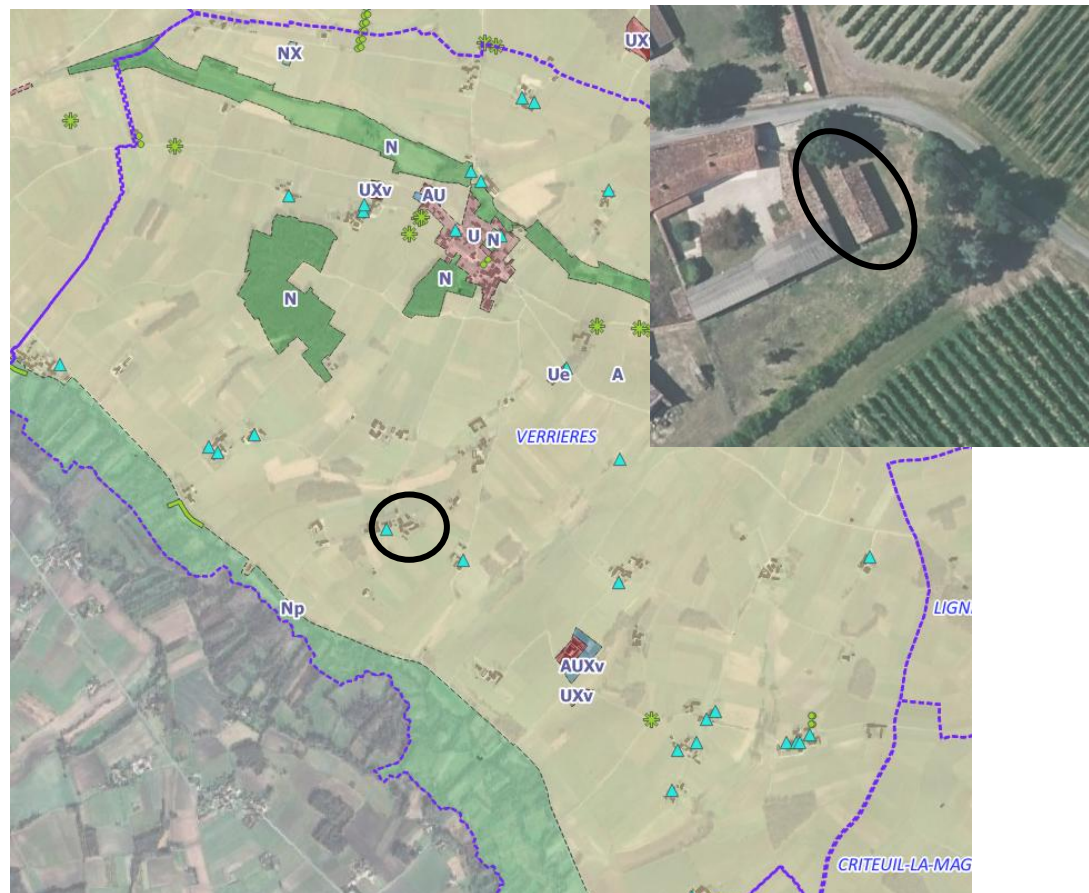 NX
UX
N
UXv
AU
U
N
N
N
Ue
A
VERRIERES
Np
LIGN
AUXv
UXv
CRITEUIL-LA-MAG